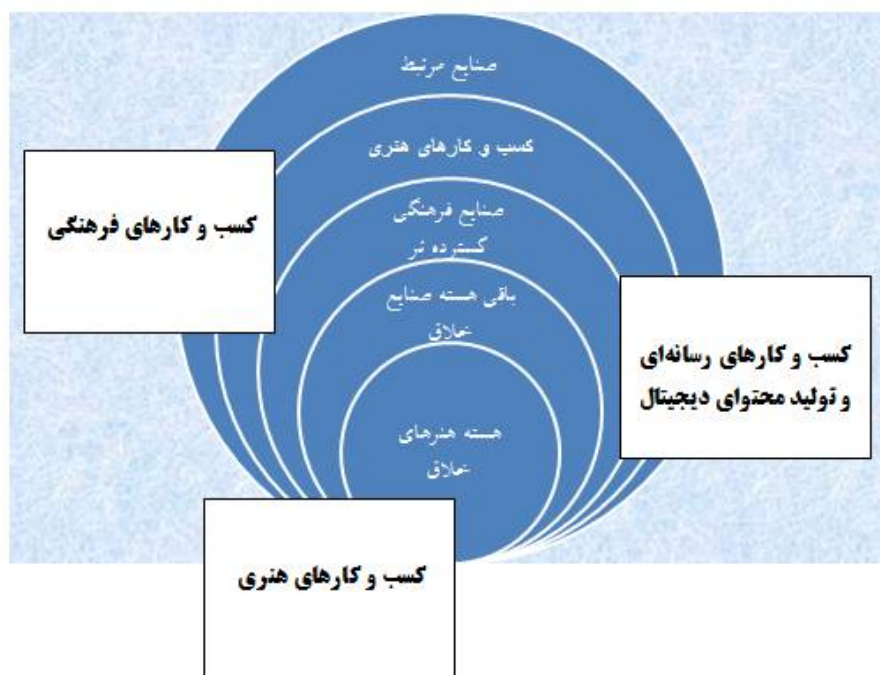 صنایع مرتبط
کسب و کارهای هنری
صنایع فرهنگی
گسترده تر
باقی هسته صنایع
خلاق
هسته هنرهای
خلاق
کسب و کارهای فرهنگی
کسب و کارهای رسانه‌ای
و تولید محتوای دیجیتال
کسب و کارهای هنری